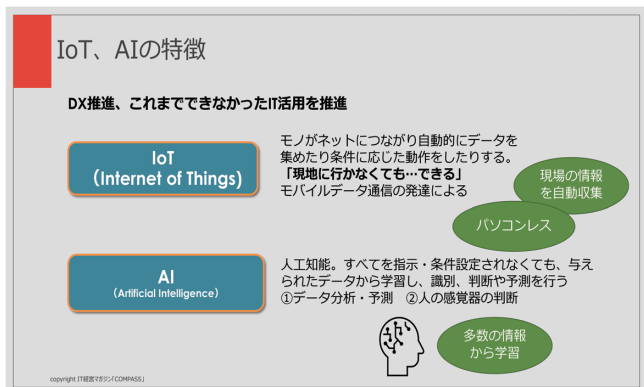 IoT、AIの特徴
DX推進、これまでできなかったIT活用を推進
IoT
（Internet of Things)
モノがネットにつながり自動的にデータを
集めたり条件に応じた動作をしたりする。
「現地に行かなくても…できる」
モバイルデータ通信の発達による
現場の情報
を自動収集
パソコンレス
AI
（Artificial Intelligence）
人工知能。すべてを指示・条件設定されなくても、与え
られたデータから学習し、識別、判断や予測を行う
①データ分析・予測　②人の感覚器の判断
多数の情報
から学習
copyright IT経営マガジン「COMPASS」